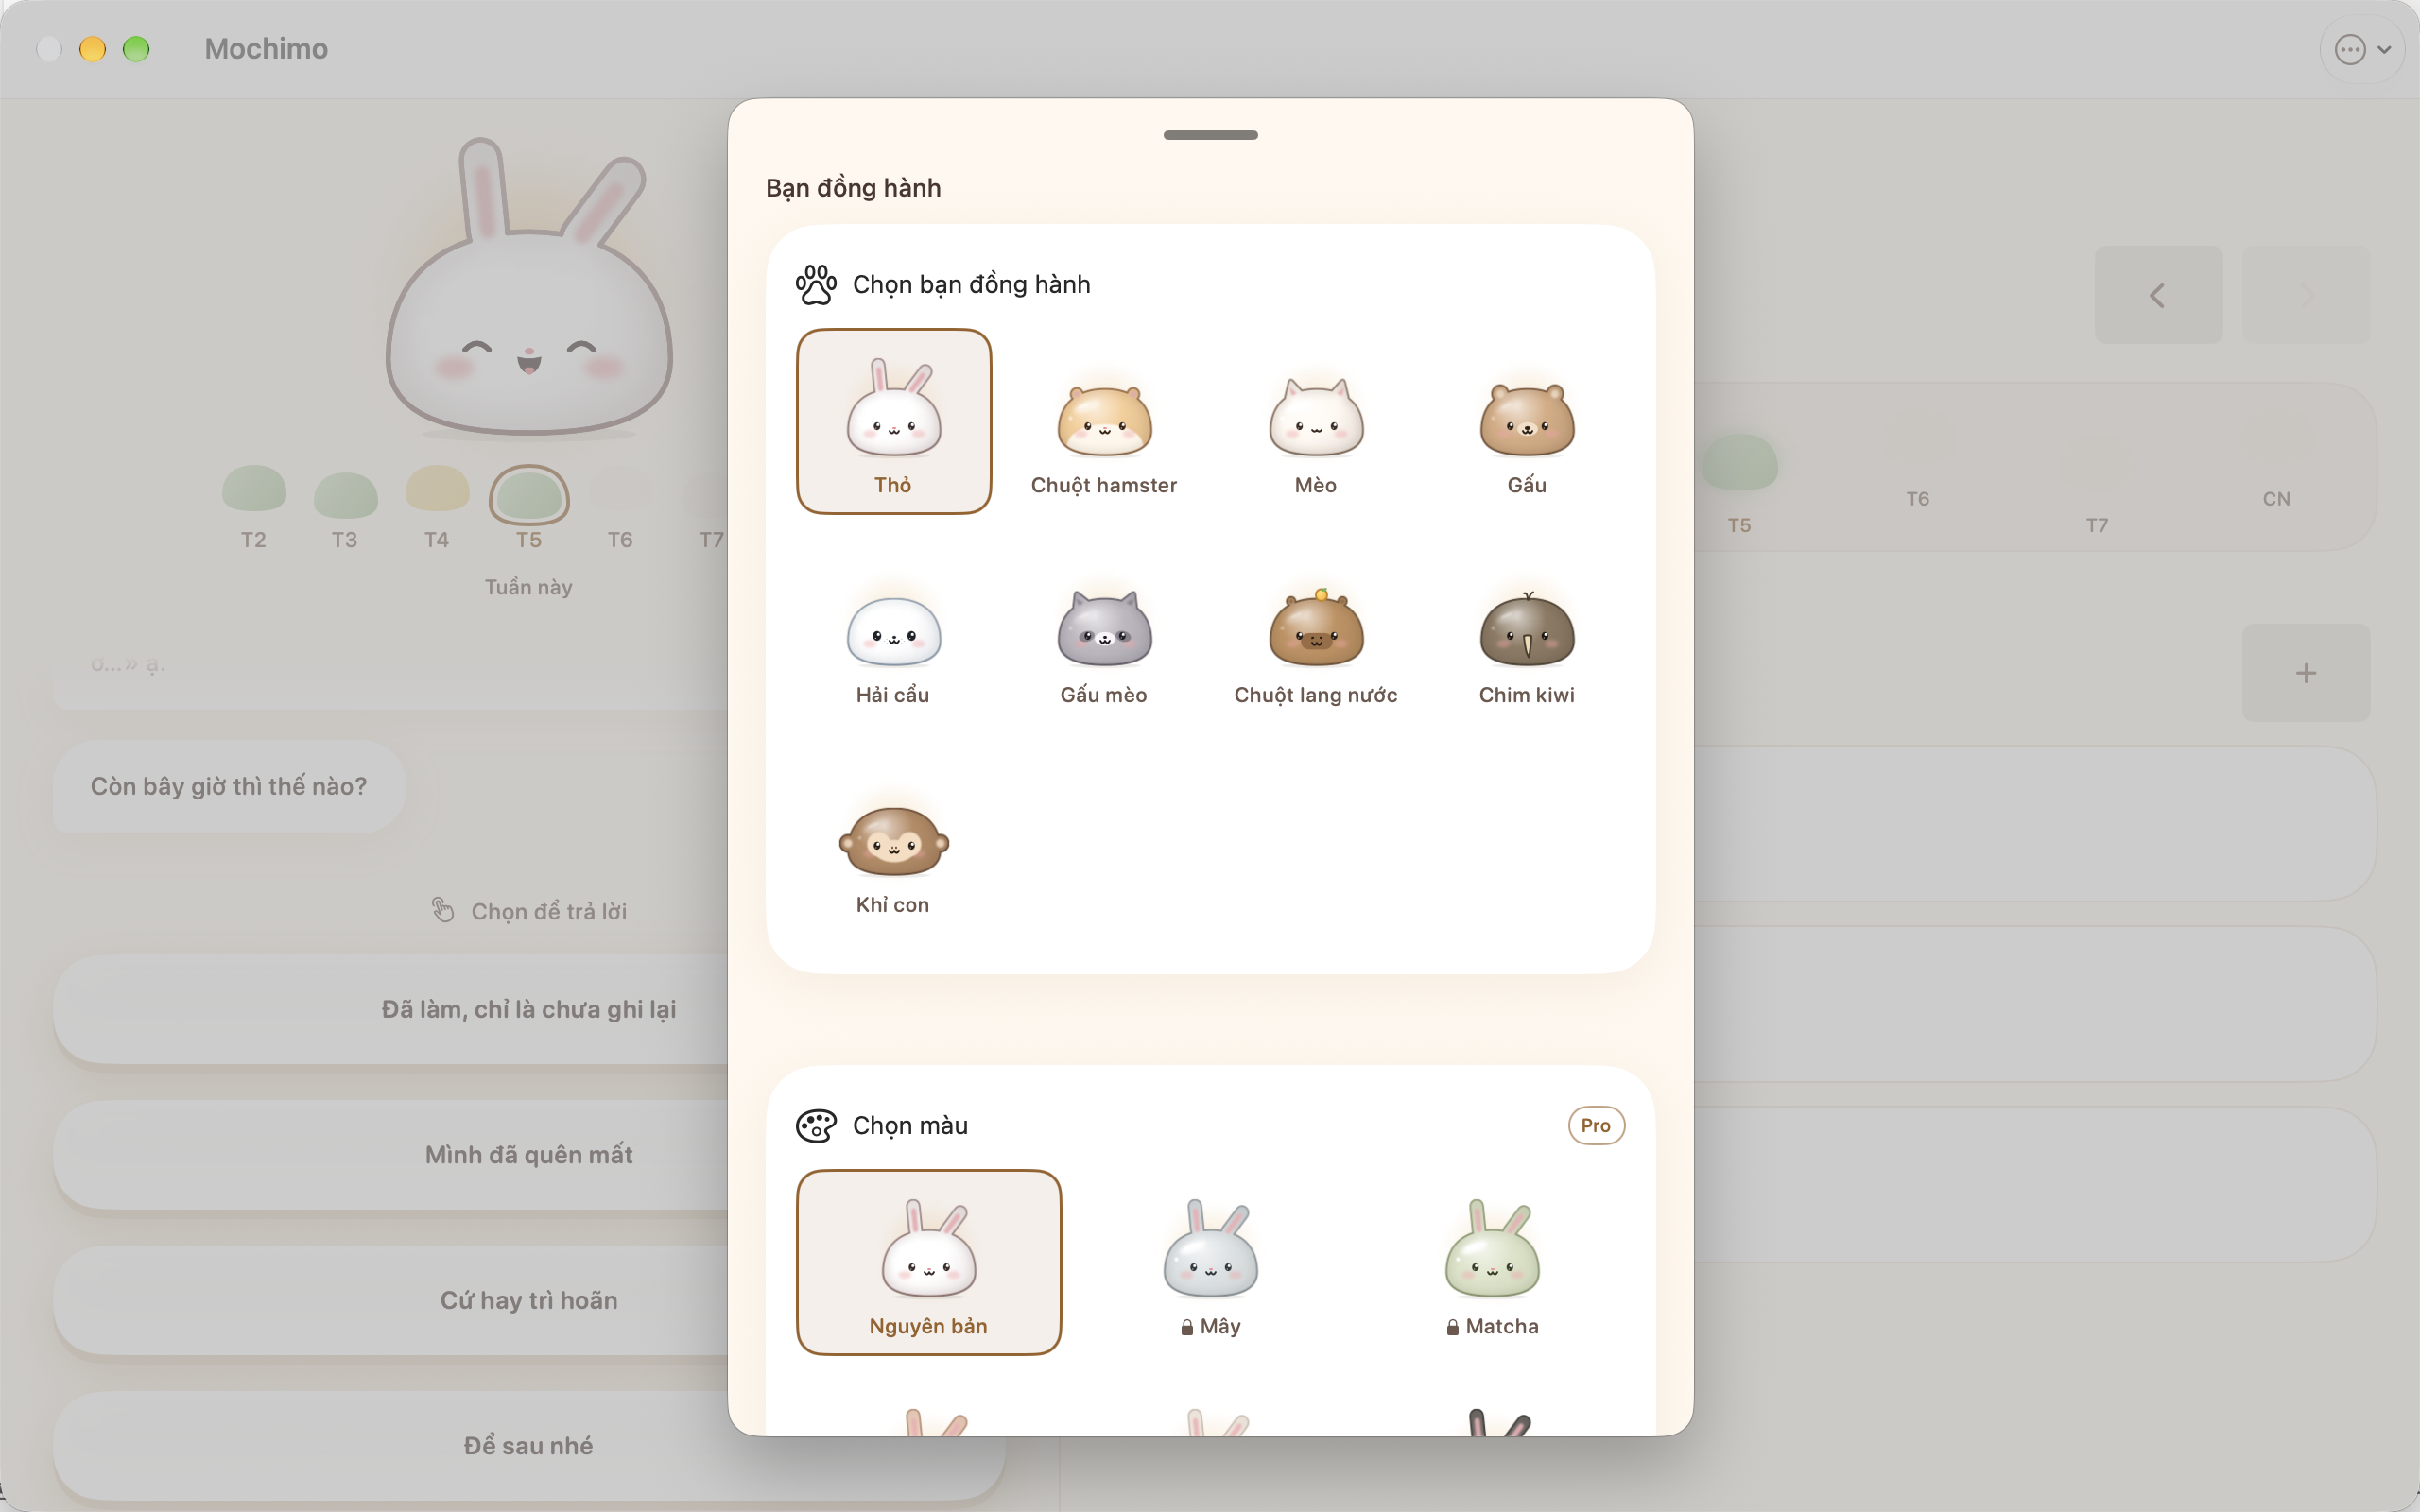 Mochimo
T2
T3
T4
T5
T6
T7
Tuần này
Còn bây giờ thì thế nào?
Chọn để trả lời
Đã làm, chỉ là chưa ghi lại
Mình đã quên mất
Cứ hay trì hoãn
Để sau nhé
Bạn đồng hành
Chọn bạn đồng hành
Thỏ
Chuột hamster
Mèo
Gấu
Hải cẩu
Gấu mèo
Chuột lang nước
Chim kiwi
Khỉ con
Chọn màu
Pro
Nguyên bản
Mây
Matcha
T5
T6
T7
CN